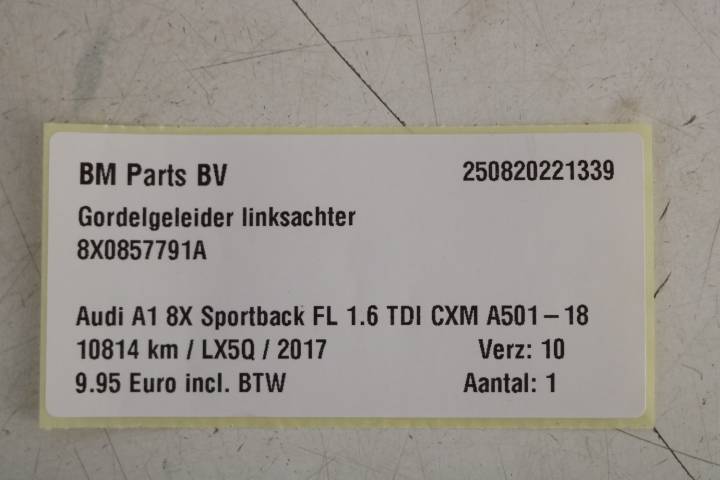 BM Parts BV 250820221339
Gordelgeleider linksachter
8X0857791A
Audi A1 8X Sportback FL 1.6 TDI CXM A501-18
10814 km / LX5Q / 2017 Verz: 10
9.95 Euro incl. BTW Aantal: 1